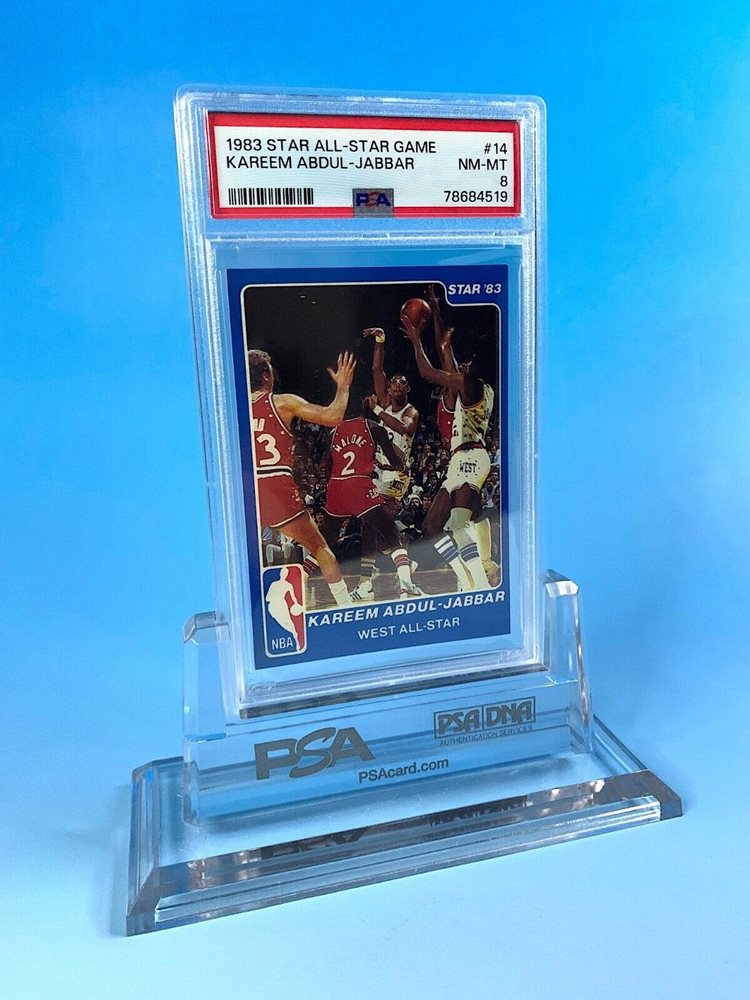 1983 STAR ALL-STAR GAME #14
KAREEM ABDUL-JABBAR NM-MT
8
PSA 78684519
STAR '83
MALONE
2
3
WEST
NBA
KAREEM ABDUL-JABBAR
WEST ALL-STAR
PSA
PSA DNA
AUTHENTICATION SERVICES
PSAcard.com